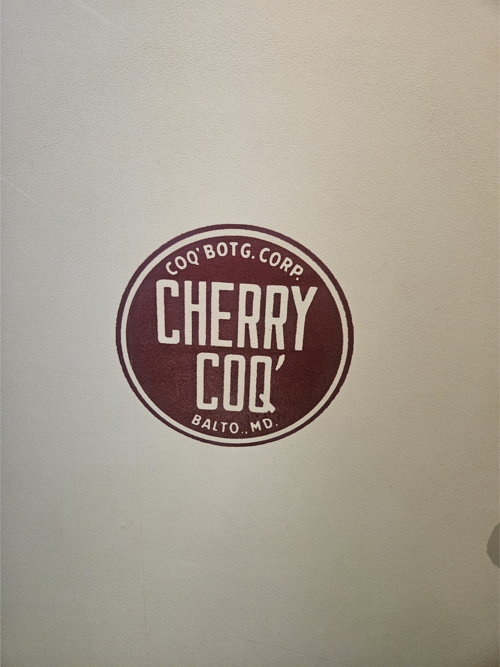 COQ' BOTG. CORP.
CHERRY
COQ'
BALTO., MD.